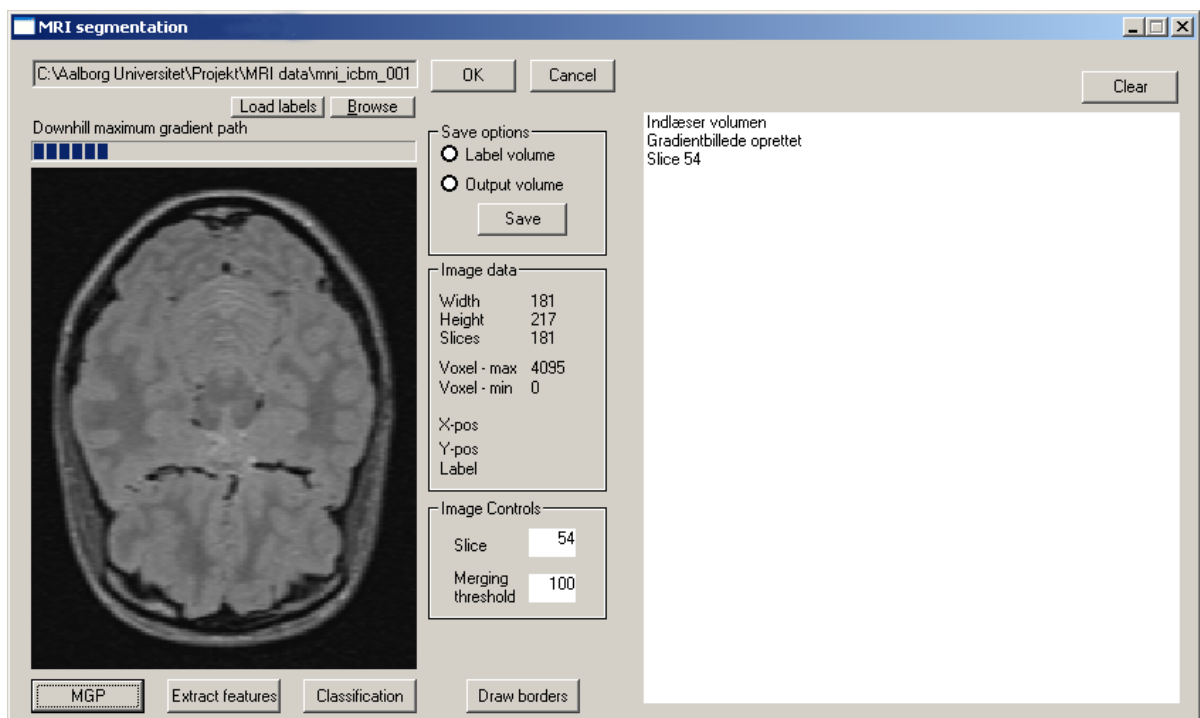 MRI segmentation
C:\Aalborg Universitet\Projekt\MRI data\mni_icbm_001
OK
Cancel
Clear
Load labels
Browse
Downhill maximum gradient path
Save options
Label volume
Output volume
Save
Image data
Width 181
Height 217
Slices 181
Voxel - max 4095
Voxel - min 0
X-pos
Y-pos
Label
Image Controls
Slice 54
Merging
threshold 100
Indlæser volumen
Gradientbillede oprettet
Slice 54
MGP
Extract features
Classification
Draw borders